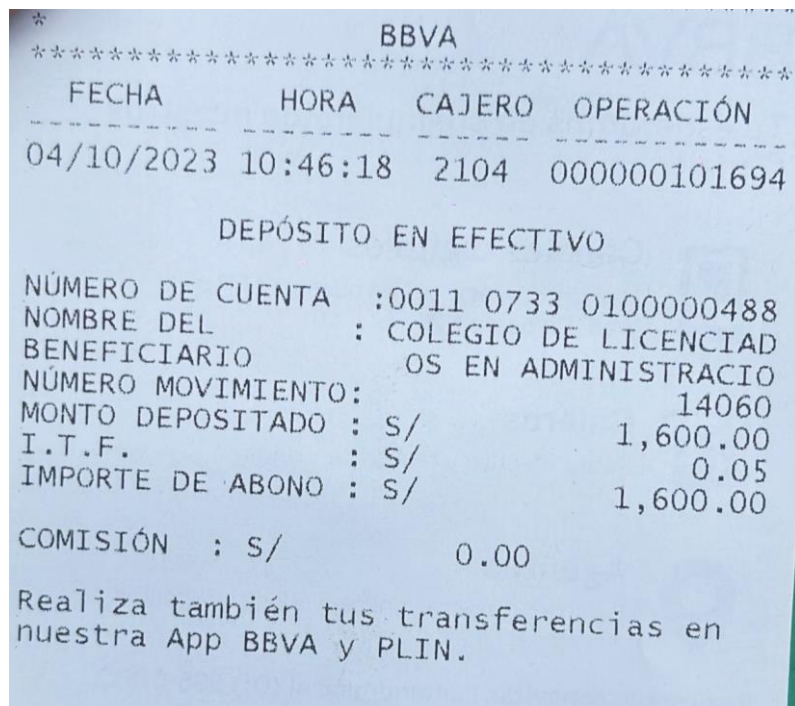 BBVA
FECHA HORA CAJERO OPERACIÓN
04/10/2023 10:46:18 2104 000000101694
DEPÓSITO EN EFECTIVO
NÚMERO DE CUENTA :0011 0733 0100000488
NOMBRE DEL : COLEGIO DE LICENCIAD
BENEFICIARIO OS EN ADMINISTRACIO
NÚMERO MOVIMIENTO: 14060
MONTO DEPOSITADO : S/ 1,600.00
I.T.F. : S/ 0.05
IMPORTE DE ABONO : S/ 1,600.00
COMISIÓN : S/ 0.00
Realiza también tus transferencias en
nuestra App BBVA y PLIN.